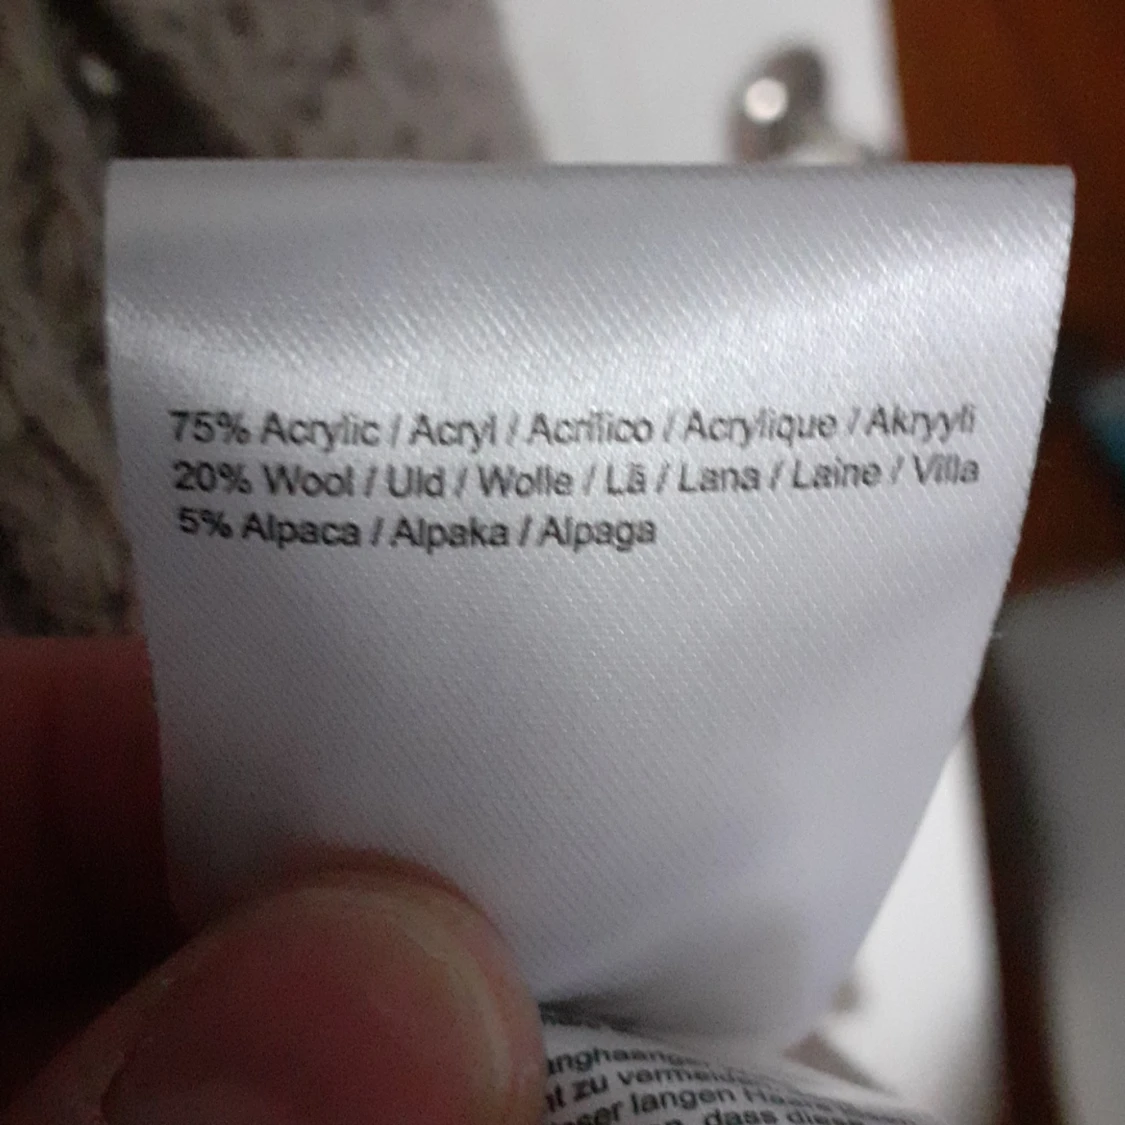 75% Acrylic / Acryl / Acrílico / Acrylique / Akryyli
20% Wool / Uld / Wolle / Lã / Lana / Laine / Villa
5% Alpaca / Alpaka / Alpaga
zu vermeiden
langen
dass